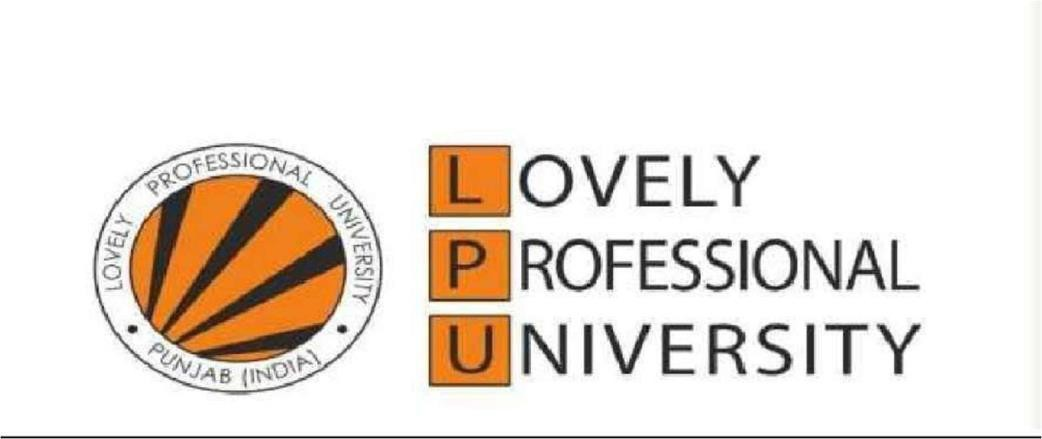 LOVELY PROFESSIONAL UNIVERSITY
PUNJAB (INDIA)
LOVELY
PROFESSIONAL
UNIVERSITY